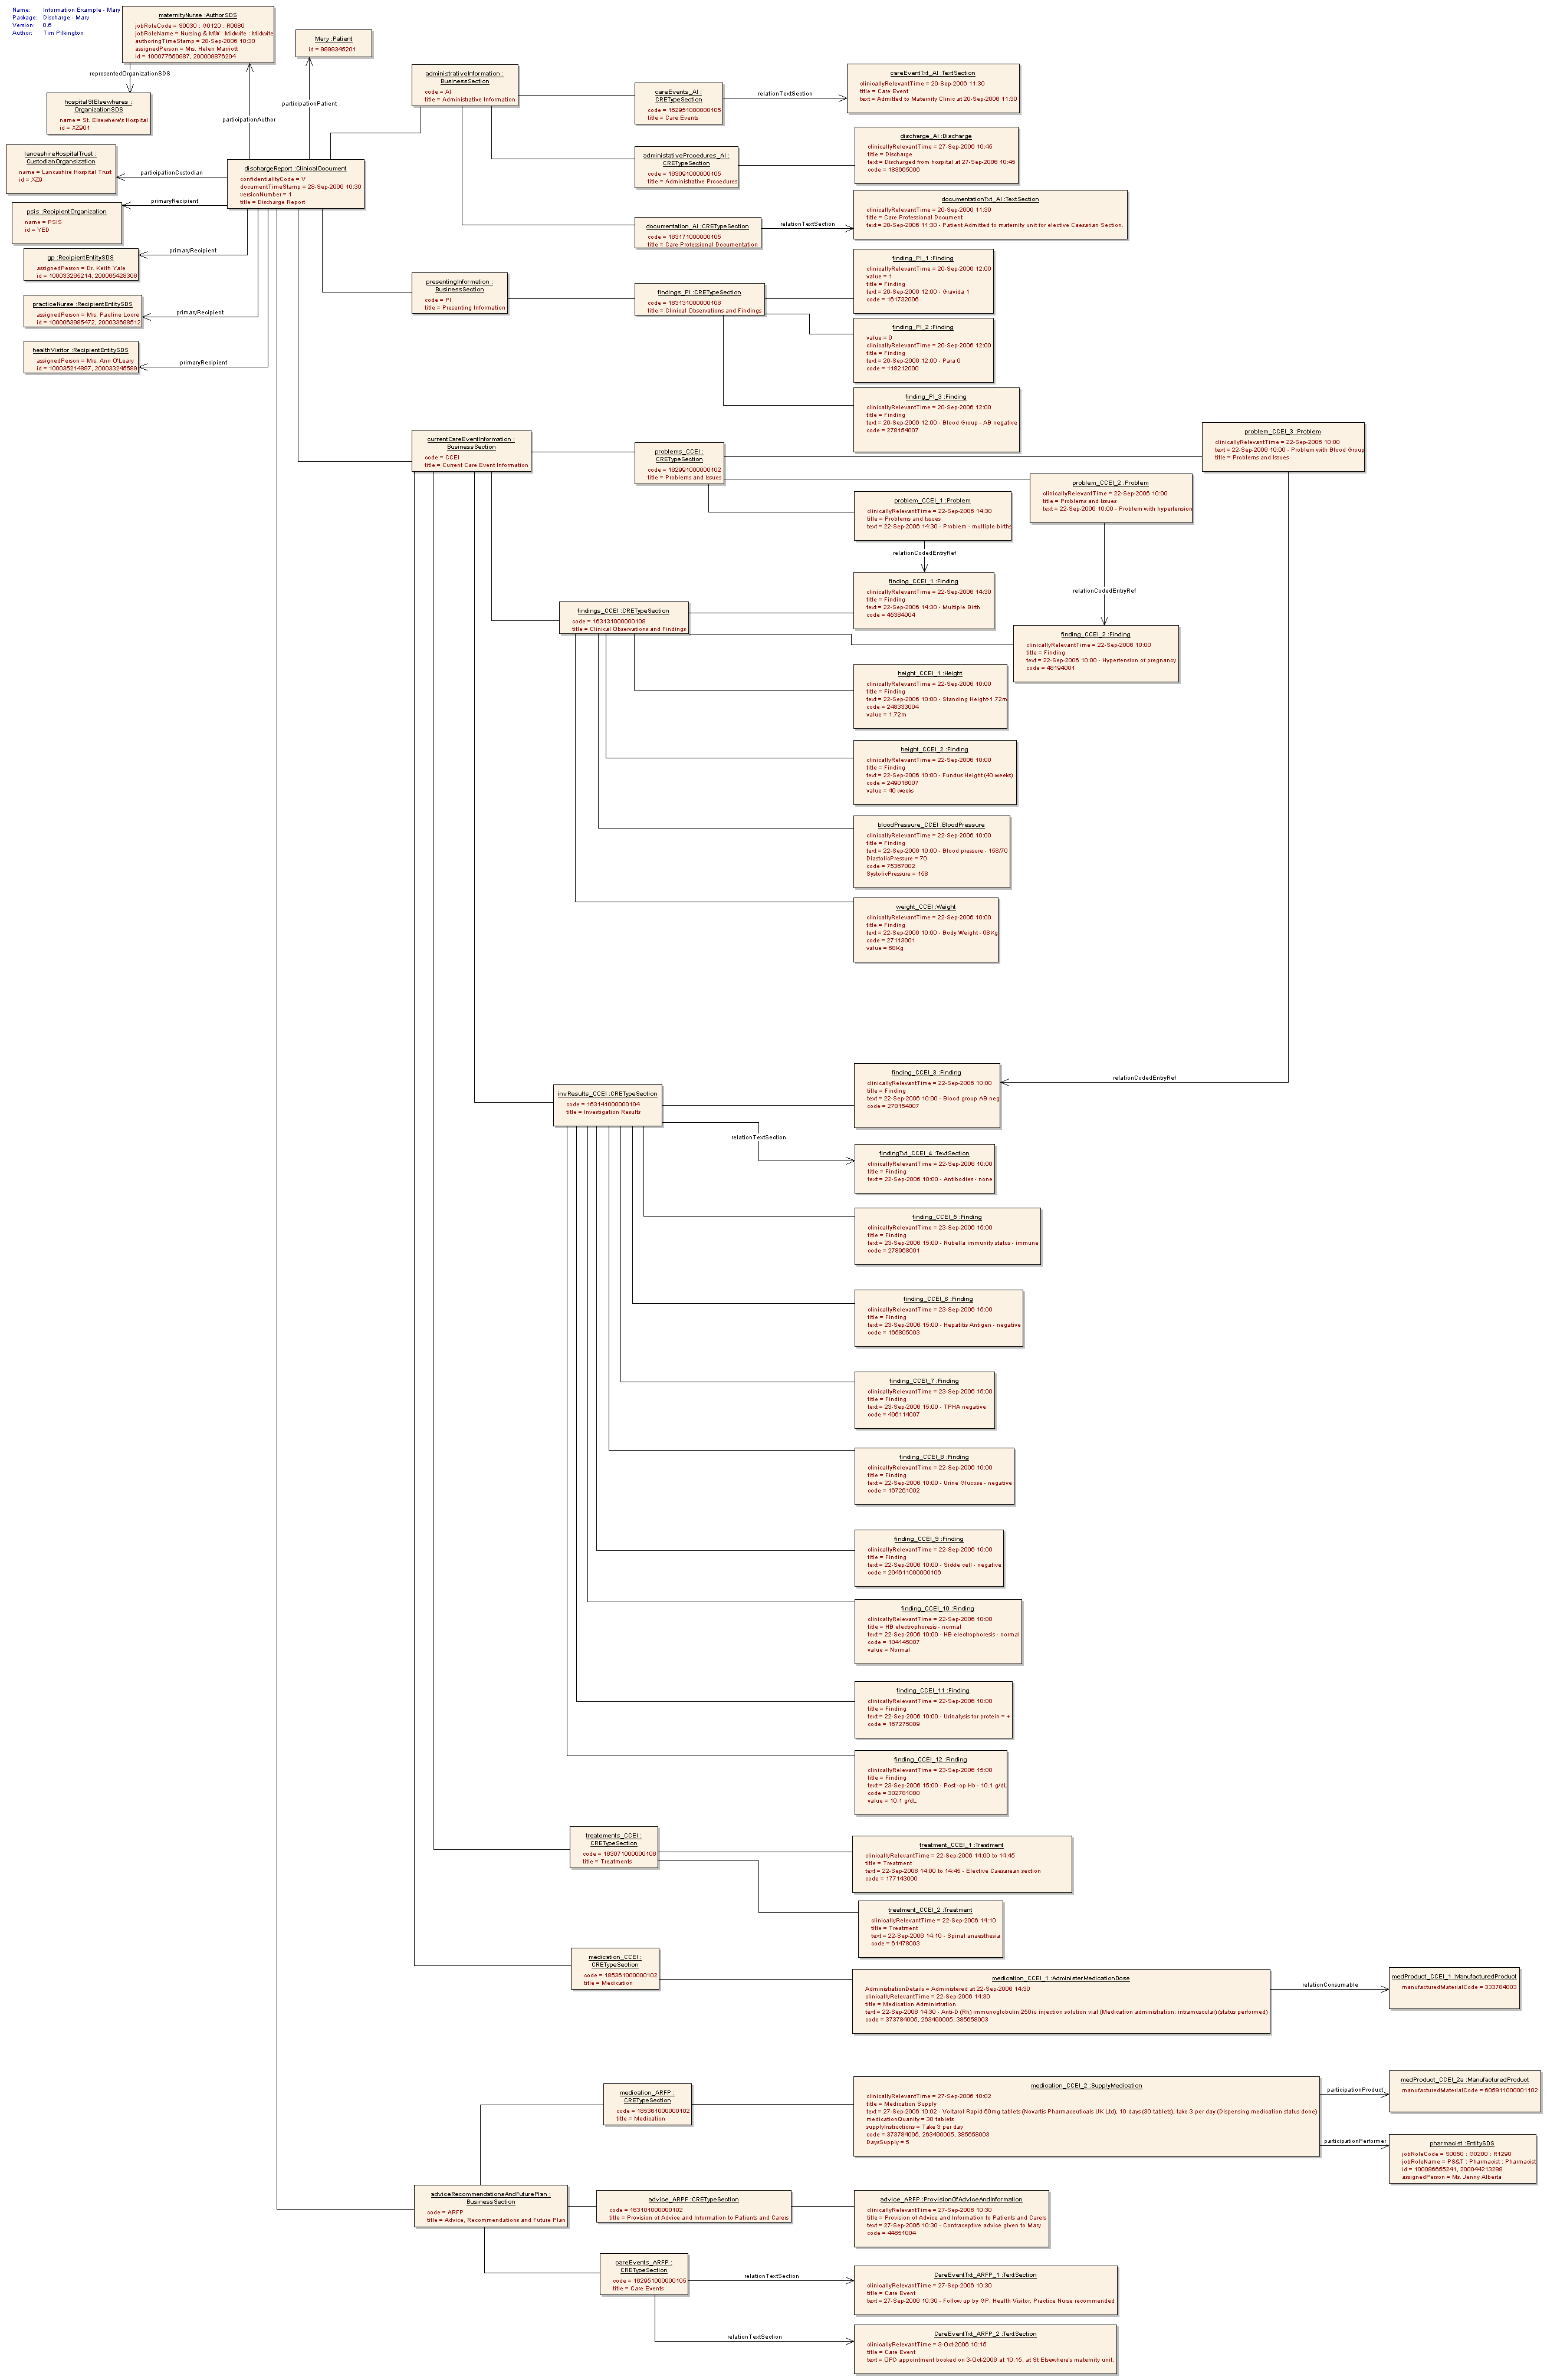 Name: Information Example - Mary
Package: Discharge - Mary
Version: 0.6
Author: Tim Pilkington
maternityNurse :AuthorSDS
jobRoleCode = S0030 : G0120 : R0680
jobRoleName = Nursing & MW : Midwife : Midwife
authoringTimeStamp = 28-Sep-2006 10:30
assignedPerson = Mrs. Helen Marriott
id = 100077650987, 200009876204
representedOrganizationSDS
hospitalStElsewheres :
OrganizationSDS
name = St. Elsewhere's Hospital
id = XZ901
Mary :Patient
id = 9999345201
participationAuthor
participationPatient
lancashireHospitalTrust :
CustodianOrganisation
name = Lancashire Hospital Trust
id = XZ9
participationCustodian
dischargeReport :ClinicalDocument
confidentialityCode = V
documentTimeStamp = 28-Sep-2006 10:30
versionNumber = 1
title = Discharge Report
psis :RecipientOrganization
name = PSIS
id = YED
primaryRecipient
gp :RecipientEntitySDS
assignedPerson = Dr. Keith Yale
id = 100033265214, 200065428306
primaryRecipient
practiceNurse :RecipientEntitySDS
assignedPerson = Mrs. Pauline Loore
id = 1000063985472, 200033698512
primaryRecipient
healthVisitor :RecipientEntitySDS
assignedPerson = Mrs. Ann O'Leary
id = 100035214897, 200033245589
primaryRecipient
administrativeInformation :
BusinessSection
code = AI
title = Administrative Information
careEvents_AI :
CRETypeSection
code = 162951000000105
title = Care Events
relationTextSection
careEventTxt_AI :TextSection
clinicallyRelevantTime = 20-Sep-2006 11:30
title = Care Event
text = Admitted to Maternity Clinic at 20-Sep-2006 11:30
administativeProcedures_AI :
CRETypeSection
code = 163091000000105
title = Administrative Procedures
discharge_AI :Discharge
clinicallyRelevantTime = 27-Sep-2006 10:45
title = Discharge
text = Discharged from hospital at 27-Sep-2006 10:45
code = 183665006
documentation_AI :CRETypeSection
code = 163171000000105
title = Care Professional Documentation
relationTextSection
documentationTxt_AI :TextSection
clinicallyRelevantTime = 20-Sep-2006 11:30
title = Care Professional Document
text = 20-Sep-2006 11:30 - Patient Admitted to maternity unit for elective Caesarian Section.
presentingInformation :
BusinessSection
code = PI
title = Presenting Information
findings_PI :CRETypeSection
code = 163131000000108
title = Clinical Observations and Findings
finding_PI_1 :Finding
clinicallyRelevantTime = 20-Sep-2006 12:00
value = 1
title = Finding
text = 20-Sep-2006 12:00 - Gravida 1
code = 161732006
finding_PI_2 :Finding
value = 0
clinicallyRelevantTime = 20-Sep-2006 12:00
title = Finding
text = 20-Sep-2006 12:00 - Para 0
code = 118212000
finding_PI_3 :Finding
clinicallyRelevantTime = 20-Sep-2006 12:00
title = Finding
text = 20-Sep-2006 12:00 - Blood Group - AB negative
code = 278154007
currentCareEventInformation :
BusinessSection
code = CCEI
title = Current Care Event Information
problems_CCEI :
CRETypeSection
code = 162991000000102
title = Problems and Issues
problem_CCEI_3 :Problem
clinicallyRelevantTime = 22-Sep-2006 10:00
text = 22-Sep-2006 10:00 - Problem with Blood Group
title = Problems and Issues
problem_CCEI_2 :Problem
clinicallyRelevantTime = 22-Sep-2006 10:00
title = Problems and Issues
text = 22-Sep-2006 10:00 - Problem with hypertension
problem_CCEI_1 :Problem
clinicallyRelevantTime = 22-Sep-2006 14:30
title = Problems and Issues
text = 22-Sep-2006 14:30 - Problem - multiple births
relationCodedEntryRef
relationCodedEntryRef
finding_CCEI_1 :Finding
clinicallyRelevantTime = 22-Sep-2006 14:30
title = Finding
text = 22-Sep-2006 14:30 - Multiple Birth
code = 45384004
findings_CCEI :CRETypeSection
code = 163131000000108
title = Clinical Observations and Findings
finding_CCEI_2 :Finding
clinicallyRelevantTime = 22-Sep-2006 10:00
title = Finding
text = 22-Sep-2006 10:00 - Hypertension of pregnancy
code = 48194001
height_CCEI_1 :Height
clinicallyRelevantTime = 22-Sep-2006 10:00
title = Finding
text = 22-Sep-2006 10:00 - Standing Height-1.72m
code = 248333004
value = 1.72m
height_CCEI_2 :Finding
clinicallyRelevantTime = 22-Sep-2006 10:00
title = Finding
text = 22-Sep-2006 10:00 - Fundus Height (40 weeks)
code = 249016007
value = 40 weeks
bloodPressure_CCEI :BloodPressure
clinicallyRelevantTime = 22-Sep-2006 10:00
title = Finding
text = 22-Sep-2006 10:00 - Blood pressure - 158/70
DiastolicPressure = 70
code = 75367002
SystolicPressure = 158
weight_CCEI :Weight
clinicallyRelevantTime = 22-Sep-2006 10:00
title = Finding
text = 22-Sep-2006 10:00 - Body Weight - 68Kg
code = 27113001
value = 68Kg
invResults_CCEI :CRETypeSection
code = 163141000000104
title = Investigation Results
finding_CCEI_3 :Finding
clinicallyRelevantTime = 22-Sep-2006 10:00
title = Finding
text = 22-Sep-2006 10:00 - Blood group AB neg
code = 278154007
relationCodedEntryRef
relationTextSection
findingTxt_CCEI_4 :TextSection
clinicallyRelevantTime = 22-Sep-2006 10:00
title = Finding
text = 22-Sep-2006 10:00 - Antibodies - none
finding_CCEI_5 :Finding
clinicallyRelevantTime = 23-Sep-2006 15:00
title = Finding
text = 23-Sep-2006 15:00 - Rubella immunity status - immune
code = 278968001
finding_CCEI_6 :Finding
clinicallyRelevantTime = 23-Sep-2006 15:00
title = Finding
text = 23-Sep-2006 15:00 - Hepatitis Antigen - negative
code = 165805003
finding_CCEI_7 :Finding
clinicallyRelevantTime = 23-Sep-2006 15:00
title = Finding
text = 23-Sep-2006 15:00 - TPHA negative
code = 406114007
finding_CCEI_8 :Finding
clinicallyRelevantTime = 22-Sep-2006 10:00
title = Finding
text = 22-Sep-2006 10:00 - Urine Glucose - negative
code = 167261002
finding_CCEI_9 :Finding
clinicallyRelevantTime = 22-Sep-2006 10:00
title = Finding
text = 22-Sep-2006 10:00 - Sickle cell - negative
code = 204611000000106
finding_CCEI_10 :Finding
clinicallyRelevantTime = 22-Sep-2006 10:00
title = HB electrophoresis - normal
text = 22-Sep-2006 10:00 - HB electrophoresis - normal
code = 104145007
value = Normal
finding_CCEI_11 :Finding
clinicallyRelevantTime = 22-Sep-2006 10:00
title = Finding
text = 22-Sep-2006 10:00 - Urinalysis for protein = +
code = 167275009
finding_CCEI_12 :Finding
clinicallyRelevantTime = 23-Sep-2006 15:00
title = Finding
text = 23-Sep-2006 15:00 - Post-op Hb - 10.1 g/dL
code = 302781000
value = 10.1 g/dL
treatements_CCEI :
CRETypeSection
code = 163071000000106
title = Treatments
treatment_CCEI_1 :Treatment
clinicallyRelevantTime = 22-Sep-2006 14:00 to 14:45
title = Treatment
text = 22-Sep-2006 14:00 to 14:45 - Elective Caesarean section
code = 177143000
treatment_CCEI_2 :Treatment
clinicallyRelevantTime = 22-Sep-2006 14:10
title = Treatment
text = 22-Sep-2006 14:10 - Spinal anaesthesia
code = 61478003
medication_CCEI :
CRETypeSection
code = 185361000000102
title = Medication
medication_CCEI_1 :AdministerMedicationDose
AdministrationDetails = Administered at 22-Sep-2006 14:30
clinicallyRelevantTime = 22-Sep-2006 14:30
title = Medication Administration
text = 22-Sep-2006 14:30 - Anti-D (Rh) immunoglobulin 250iu injection solution vial (Medication administration: intramuscular) (status performed)
code = 373784005, 263490005, 385658003
relationConsumable
medProduct_CCEI_1 :ManufacturedProduct
manufacturedMaterialCode = 333784003
medication_ARFP :
CRETypeSection
code = 185361000000102
title = Medication
medication_CCEI_2 :SupplyMedication
clinicallyRelevantTime = 27-Sep-2006 10:02
title = Medication Supply
text = 27-Sep-2006 10:02 - Voltarol Rapid 50mg tablets (Novartis Pharmaceuticals UK Ltd), 10 days (30 tablets), take 3 per day (Dispensing medication status done)
medicationQuanity = 30 tablets
supplyInstructions = Take 3 per day
code = 373784005, 263490005, 385658003
DaysSupply = 5
participationProduct
medProduct_CCEI_2a :ManufacturedProduct
manufacturedMaterialCode = 605911000001102
participationPerformer
pharmacist :EntitySDS
jobRoleCode = S0050 : G0200 : R1290
jobRoleName = PS&T : Pharmacist : Pharmacist
id = 100096655241, 200044213298
assignedPerson = Ms. Jenny Alberta
adviceRecommendationsAndFuturePlan :
BusinessSection
code = ARFP
title = Advice, Recommendations and Future Plan
advice_ARPF :CRETypeSection
code = 163101000000102
title = Provision of Advice and Information to Patients and Carers
advice_ARFP :ProvisionOfAdviceAndInformation
clinicallyRelevantTime = 27-Sep-2006 10:30
title = Provision of Advice and Information to Patients and Carers
text = 27-Sep-2006 10:30 - Contraceptive advice given to Mary
code = 44651004
careEvents_ARFP :
CRETypeSection
code = 162951000000105
title = Care Events
relationTextSection
CareEventTxt_ARFP_1 :TextSection
clinicallyRelevantTime = 27-Sep-2006 10:30
title = Care Event
text = 27-Sep-2006 10:30 - Follow up by GP, Health Visitor, Practice Nurse recommended
relationTextSection
CareEventTxt_ARFP_2 :TextSection
clinicallyRelevantTime = 3-Oct-2006 10:15
title = Care Event
text = OPD appointment booked on 3-Oct-2006 at 10:15, at St Elsewhere's maternity unit.